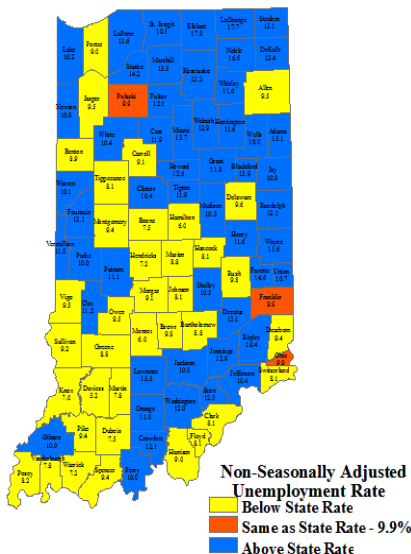 St. Joseph
10.1
Elkhart
17.8
LaGrange
17.7
Steuben
15.1
LaPorte
11.6
Lake
10.2
Porter
9.0
Noble
16.6
DeKalb
13.4
Starke
14.2
Marshall
13.5
Kosciusko
12.2
Whitley
11.6
Allen
9.5
Newton
10.8
Jasper
9.5
Pulaski
9.9
Fulton
12.1
Wabash
12.9
Huntington
11.6
Wells
10.0
Adams
15.1
White
10.4
Cass
11.9
Miami
13.7
Benton
8.9
Carroll
9.1
Grant
11.8
Blackford
13.9
Jay
10.9
Warren
10.1
Tippecanoe
8.1
Howard
12.6
Clinton
10.4
Tipton
11.9
Madison
10.3
Delaware
9.6
Randolph
12.1
Fountain
12.1
Montgomery
9.4
Boone
7.5
Hamilton
6.0
Henry
11.6
Wayne
11.6
Vermillion
11.5
Parke
10.0
Putnam
11.1
Hendricks
7.2
Marion
8.8
Hancock
8.1
Rush
9.8
Fayette
14.6
Union
10.7
Shelby
10.3
Morgan
9.5
Johnson
8.1
Vigo
9.5
Clay
11.2
Owen
9.5
Franklin
9.9
Decatur
12.1
Sullivan
9.2
Greene
8.8
Monroe
6.0
Brown
9.8
Bartholomew
8.8
Dearborn
9.4
Ripley
10.4
Ohio
9.9
Jennings
12.9
Jackson
10.8
Switzerland
8.1
Lawrence
13.5
Jefferson
10.4
Knox
7.0
Daviess
5.2
Martin
7.8
Scott
12.5
Washington
12.0
Orange
11.0
Clark
8.1
Gibson
10.0
Pike
9.4
Dubois
7.5
Crawford
12.1
Floyd
8.1
Harrison
9.0
Posey
8.2
Vanderburgh
7.8
Warrick
7.2
Spencer
9.4
Perry
10.0
Non-Seasonally Adjusted
Unemployment Rate
Below State Rate
Same as State Rate - 9.9%
Above State Rate